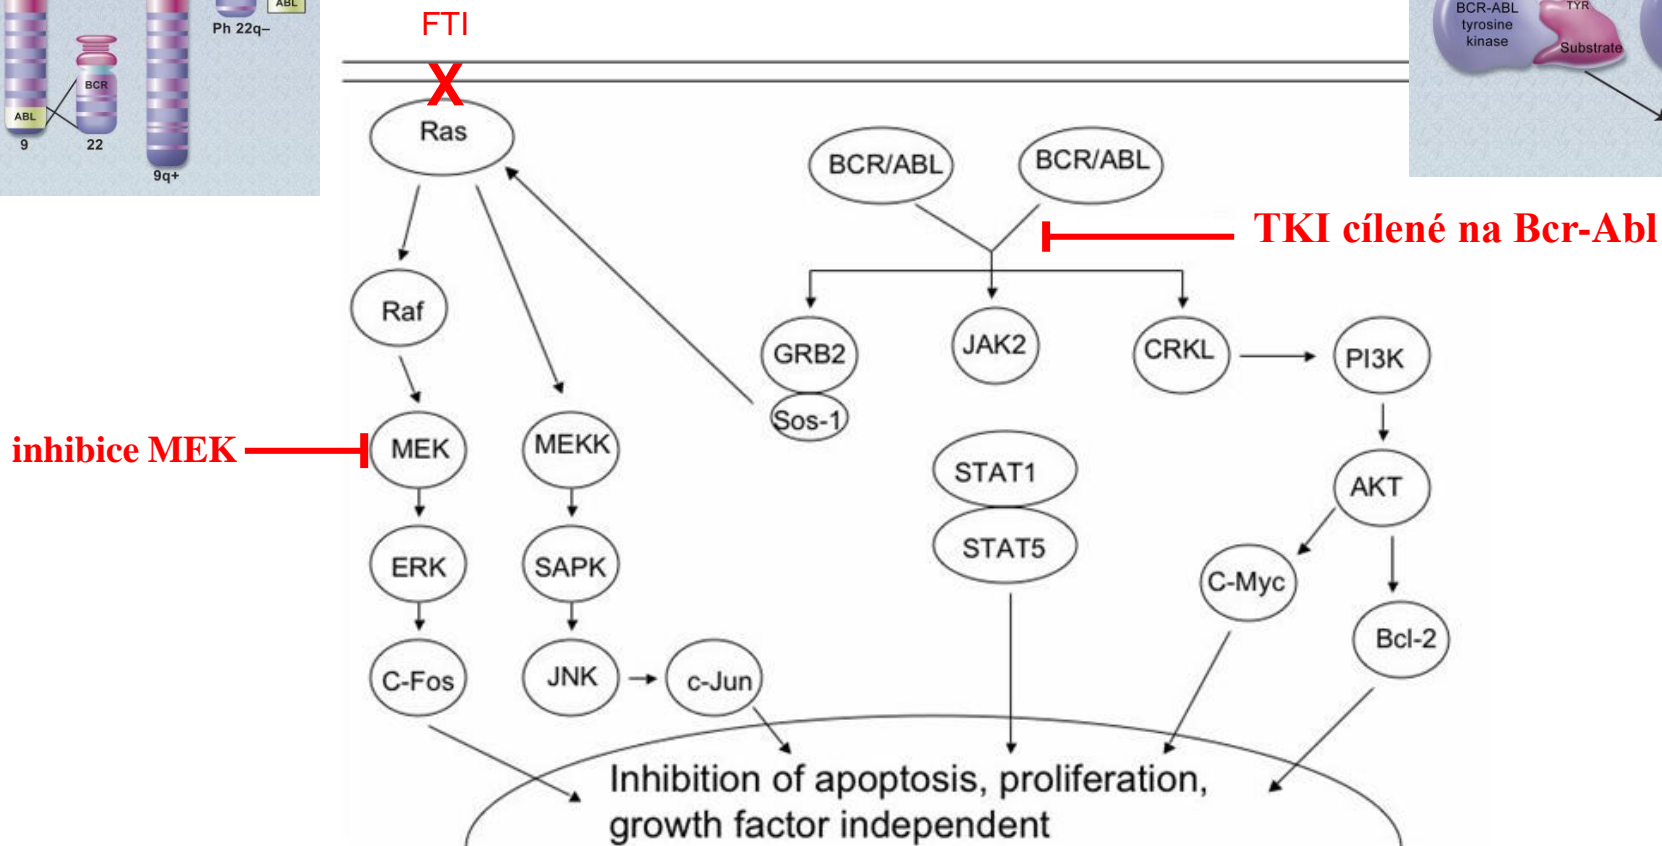 ABL
Ph 22q–
BCR
ABL
9
22
9q+
FTI
X
BCR-ABL
tyrosine
kinase
TYR
Substrate
Ras
BCR/ABL
BCR/ABL
TKI cílené na Bcr-Abl
Raf
GRB2
JAK2
CRKL
PI3K
Sos-1
inhibice MEK
MEK
MEKK
STAT1
AKT
ERK
SAPK
STAT5
C-Myc
Bcl-2
C-Fos
JNK
c-Jun
Inhibition of apoptosis, proliferation,
growth factor independent